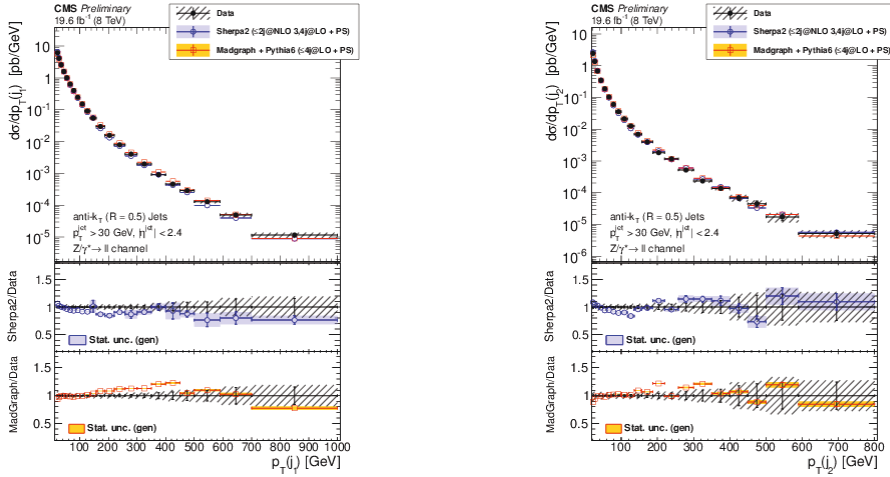 CMS Preliminary
19.6 fb⁻¹ (8 TeV)
Data
Sherpa2 (≤2j@NLO 3,4j@LO + PS)
Madgraph + Pythia6 (≤4j@LO + PS)
dσ/dp_T(j_1) [pb/GeV]
10
1
10⁻¹
10⁻²
10⁻³
10⁻⁴
10⁻⁵
anti-k_T (R = 0.5) Jets
p_T^jet > 30 GeV, |η^jet| < 2.4
Z/γ*→ ll channel
Sherpa2/Data
1.5
1
0.5
Stat. unc. (gen)
MadGraph/Data
1.5
1
0.5
Stat. unc. (gen)
100 200 300 400 500 600 700 800 900 1000
p_T(j_1) [GeV]
CMS Preliminary
19.6 fb⁻¹ (8 TeV)
Data
Sherpa2 (≤2j@NLO 3,4j@LO + PS)
Madgraph + Pythia6 (≤4j@LO + PS)
dσ/dp_T(j_2) [pb/GeV]
10
1
10⁻¹
10⁻²
10⁻³
10⁻⁴
10⁻⁵
10⁻⁶
anti-k_T (R = 0.5) Jets
p_T^jet > 30 GeV, |η^jet| < 2.4
Z/γ*→ ll channel
Sherpa2/Data
1.5
1
0.5
Stat. unc. (gen)
MadGraph/Data
1.5
1
0.5
Stat. unc. (gen)
100 200 300 400 500 600 700 800
p_T(j_2) [GeV]